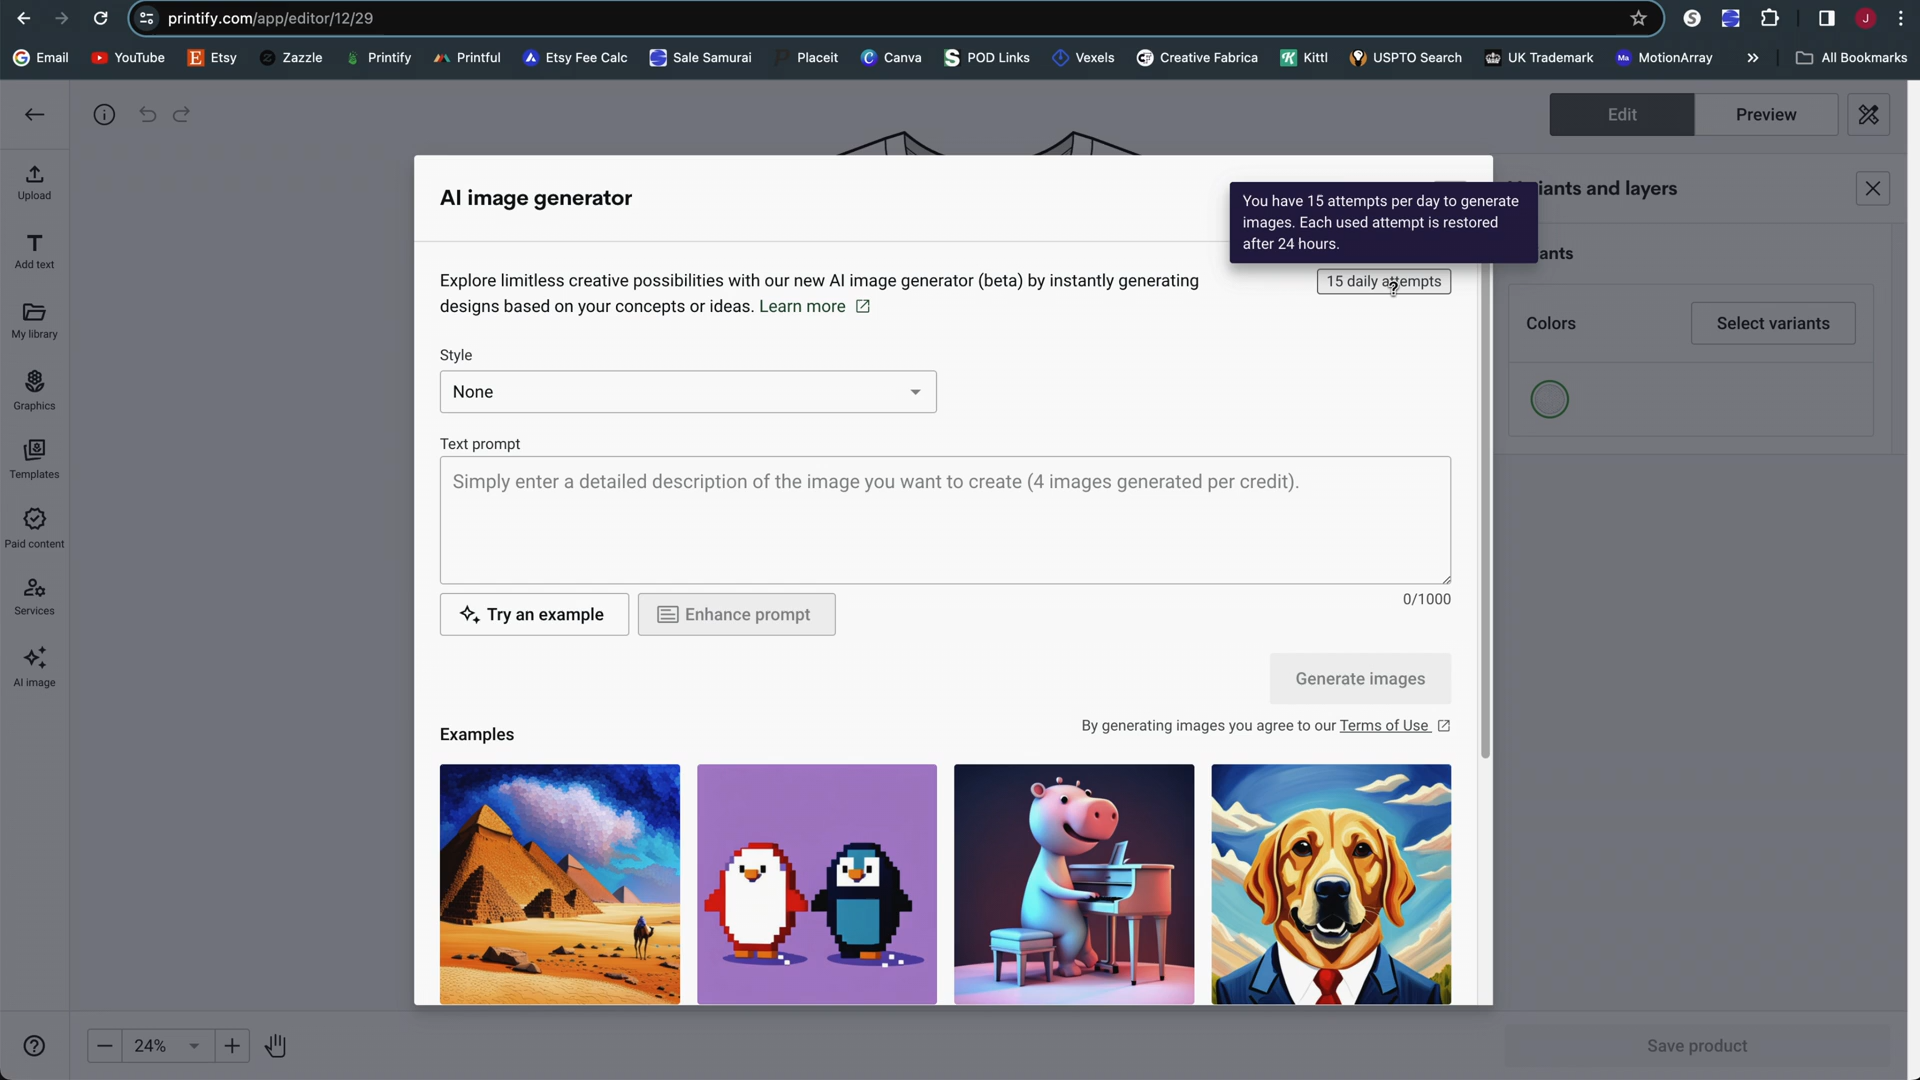 printify.com/app/editor/12/29
J
Email
YouTube
Etsy
Zazzle
Printify
Printful
Etsy Fee Calc
Sale Samurai
Placeit
Canva
POD Links
Vexels
Creative Fabrica
Kittl
USPTO Search
UK Trademark
MotionArray
All Bookmarks
Edit
Preview
Upload
Add text
My library
Graphics
Templates
Paid content
Services
AI image
AI image generator
You have 15 attempts per day to generate
images. Each used attempt is restored
after 24 hours.
iants and layers
ants
Explore limitless creative possibilities with our new AI image generator (beta) by instantly generating
designs based on your concepts or ideas. Learn more
15 daily attempts
Colors
Select variants
Style
None
Text prompt
Simply enter a detailed description of the image you want to create (4 images generated per credit).
0/1000
Try an example
Enhance prompt
Generate images
By generating images you agree to our Terms of Use
Examples
24%
Save product